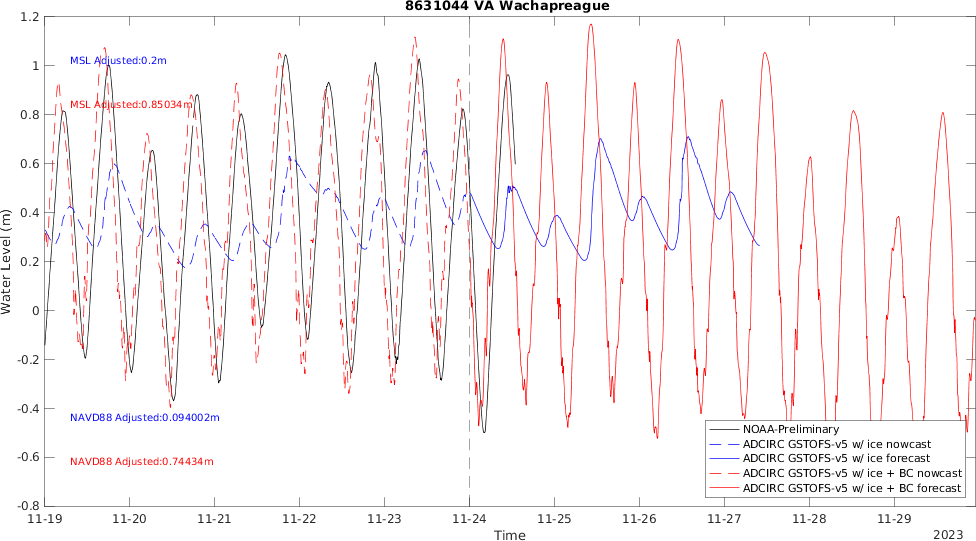 8631044 VA Wachapreague
1.2
1
0.8
0.6
0.4
0.2
0
-0.2
-0.4
-0.6
-0.8
Water Level (m)
MSL Adjusted:0.2m
MSL Adjusted:0.85034m
NAVD88 Adjusted:0.094002m
NAVD88 Adjusted:0.74434m
NOAA-Preliminary
ADCIRC GSTOFS-v5 w/ ice nowcast
ADCIRC GSTOFS-v5 w/ ice forecast
ADCIRC GSTOFS-v5 w/ ice + BC nowcast
ADCIRC GSTOFS-v5 w/ ice + BC forecast
11-19 11-20 11-21 11-22 11-23 11-24 11-25 11-26 11-27 11-28 11-29
Time
2023